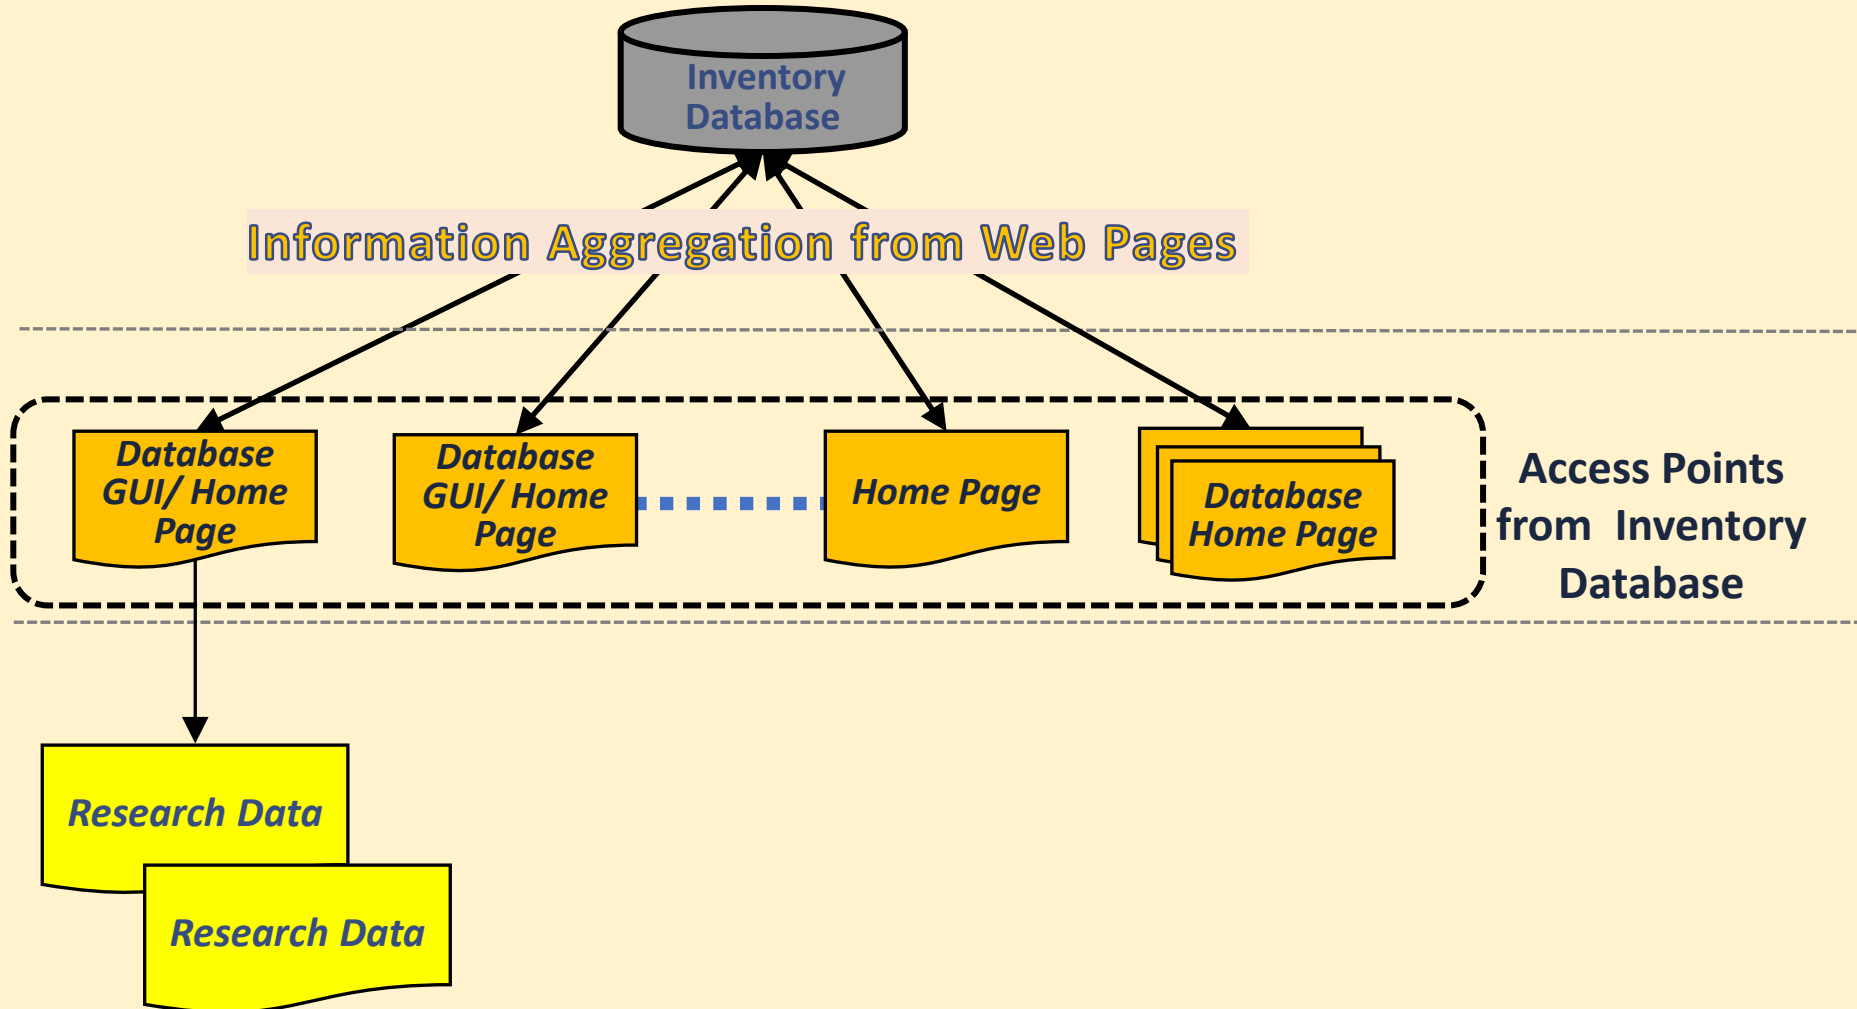 Inventory
Database
Information Aggregation from Web Pages
Database
GUI/ Home
Page
Database
GUI/ Home
Page
Home Page
Database
Home Page
Access Points
from Inventory
Database
Research Data
Research Data